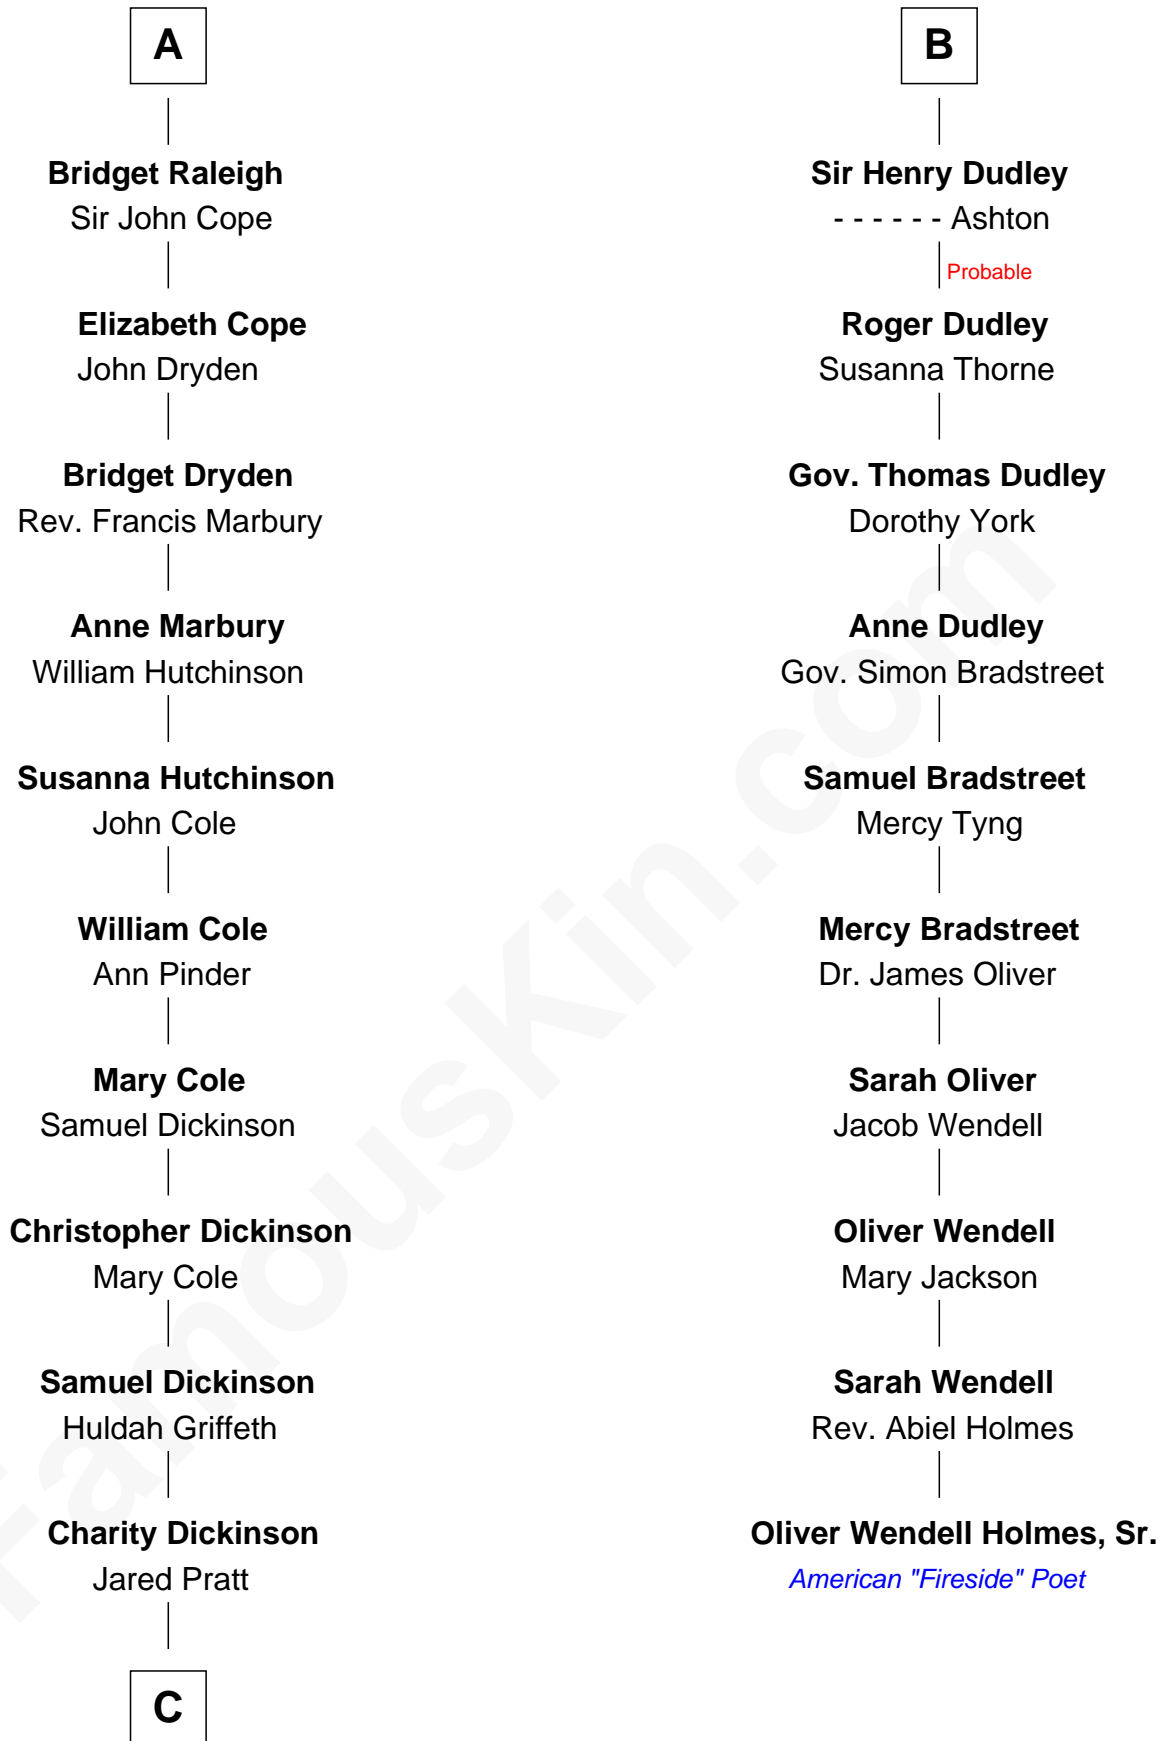 A
Bridget Raleigh
Sir John Cope
Elizabeth Cope
John Dryden
Bridget Dryden
Rev. Francis Marbury
Anne Marbury
William Hutchinson
Susanna Hutchinson
John Cole
William Cole
Ann Pinder
Mary Cole
Samuel Dickinson
Christopher Dickinson
Mary Cole
Samuel Dickinson
Huldah Griffeth
Charity Dickinson
Jared Pratt
C
B
Sir Henry Dudley
- - - - - - Ashton
Probable
Roger Dudley
Susanna Thorne
Gov. Thomas Dudley
Dorothy York
Anne Dudley
Gov. Simon Bradstreet
Samuel Bradstreet
Mercy Tyng
Mercy Bradstreet
Dr. James Oliver
Sarah Oliver
Jacob Wendell
Oliver Wendell
Mary Jackson
Sarah Wendell
Rev. Abiel Holmes
Oliver Wendell Holmes, Sr.
American "Fireside" Poet
FamousKin.com